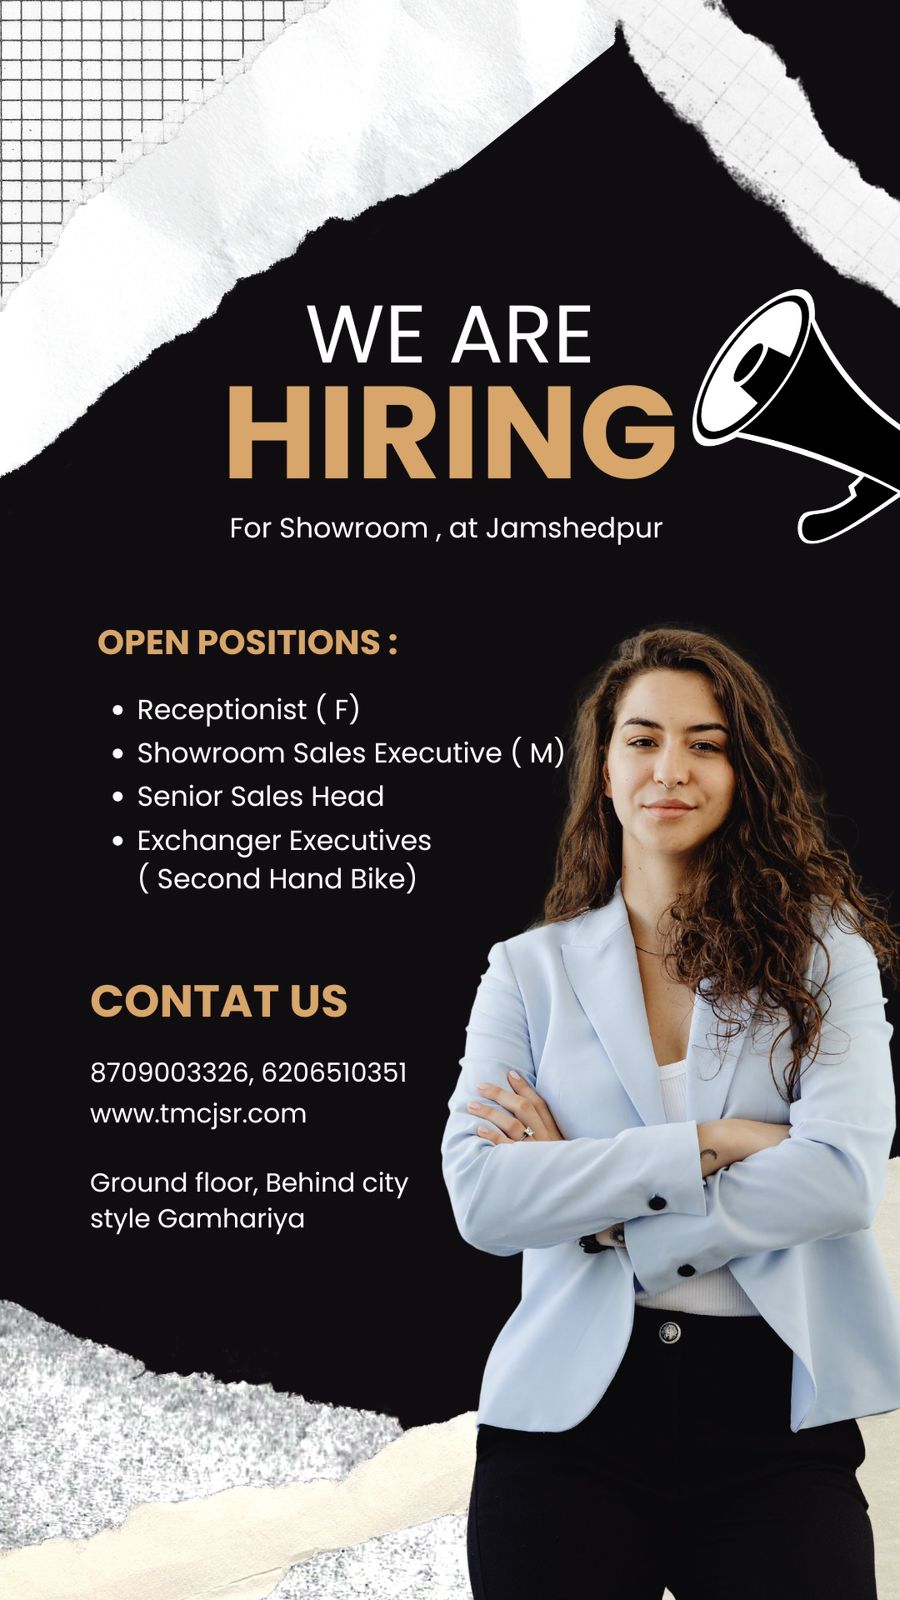 WE ARE
HIRING
For Showroom , at Jamshedpur
OPEN POSITIONS :
• Receptionist ( F)
• Showroom Sales Executive ( M)
• Senior Sales Head
• Exchanger Executives
( Second Hand Bike)
CONTAT US
8709003326, 6206510351
www.tmcjsr.com
Ground floor, Behind city
style Gamhariya